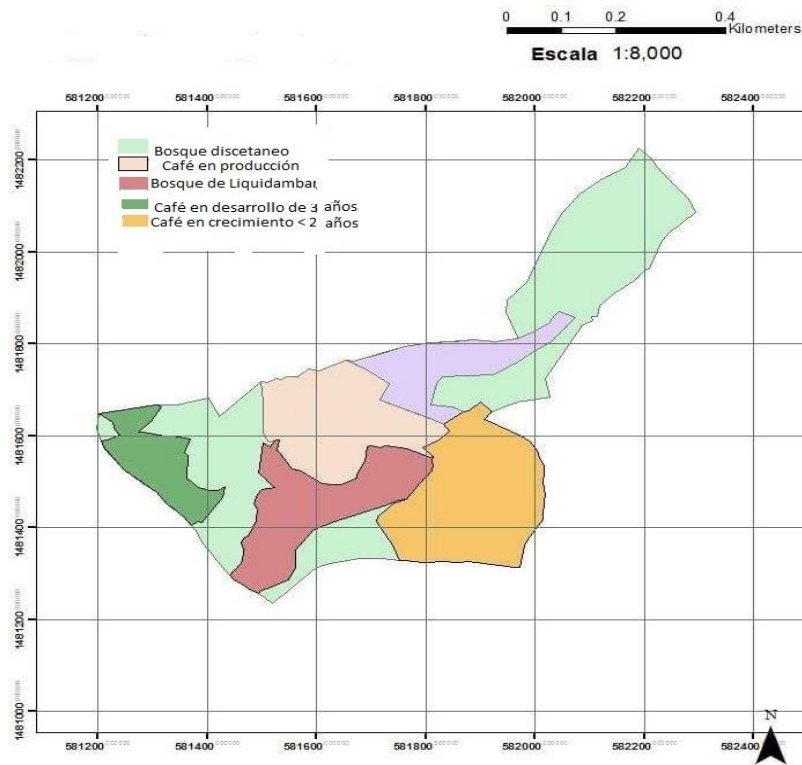 0 0.1 0.2 0.4
Kilometers
Escala 1:8,000
581200 581400 581600 581800 582000 582200 582400
Bosque discetaneo
Café en producción
Bosque de Liquidambar
Café en desarrollo de 3 años
Café en crecimiento < 2 años
1482200
1482000
1481800
1481600
1481400
1481200
1481000
N
581200 581400 581600 581800 582000 582200 582400